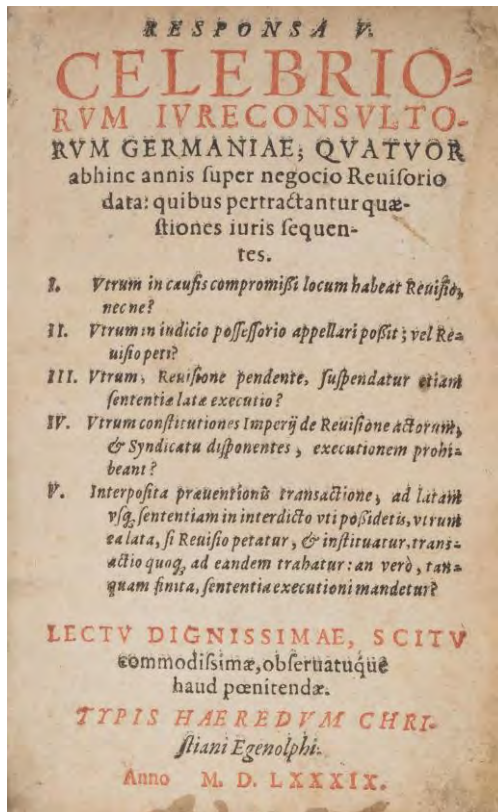 RESPONSA V.
CELEBRIO=
RVM IVRECONSVLTO-
RVM GERMANIAE; QVATVOR
abhinc annis ſuper negocio Reuiſorio
data: quibus pertractantur quæ-
ſtiones iuris ſequen-
tes.
I. Vtrum in cauſis compromißi locum habeat Reuiſio,
necne?
II. Vtrum in iudicio poſſeſſorio appellari poßit; vel Re=
uiſio peti?
III. Vtrum, Reuiſione pendente, ſuſpendatur etiam
ſententiæ latæ executio?
IV. Vtrum conſtitutiones Imperij de Reuiſione actorum,
& Syndicatu diſponentes, executionem prohi=
beant?
V. Interpoſita præuentionis transactione, ad latam
vſq; ſententiam in interdicto vti poßidetis, vtrum
ea lata, ſi Reuiſio petatur, & inſtituatur, trans=
actio quoq; ad eandem trahatur: an verò, tan=
quam finita, ſententia executioni mandetur?
LECTV DIGNISSIMAE, SCITV
commodiſsimæ, obſeruatuq́ue
haud pœnitendæ.
TYPIS HAEREDVM CHRI-
ſtiani Egenolphi.
Anno M. D. LXXXIX.